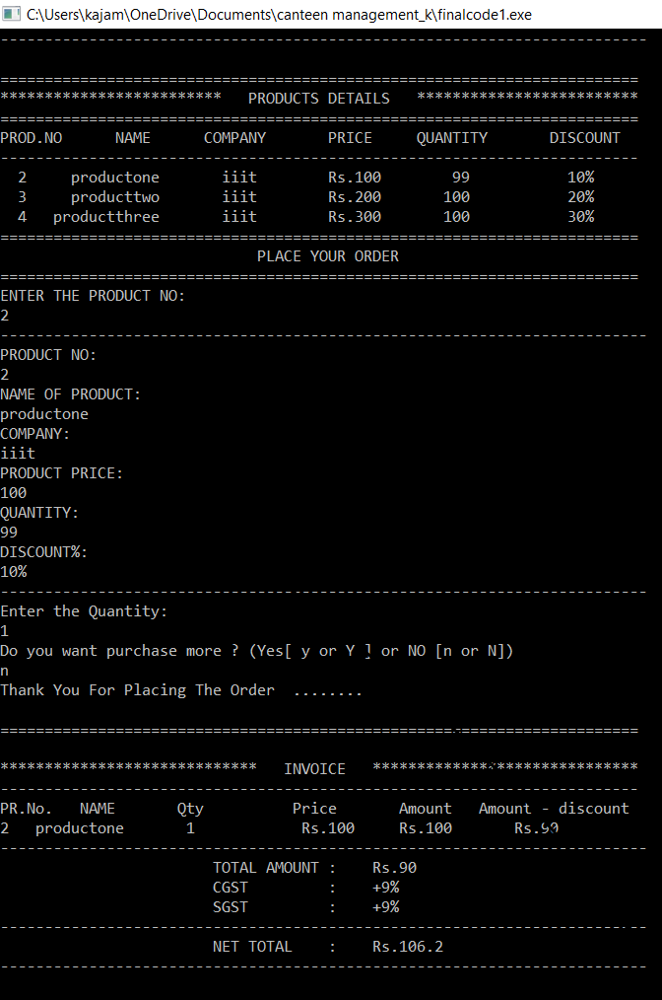 C:\Users\kajam\OneDrive\Documents\canteen management_k\finalcode1.exe
-------------------------------------------------------------------------
========================================================================
************************* PRODUCTS DETAILS *************************
========================================================================
PROD.NO NAME COMPANY PRICE QUANTITY DISCOUNT
------------------------------------------------------------------------
2 productone iiit Rs.100 99 10%
3 producttwo iiit Rs.200 100 20%
4 productthree iiit Rs.300 100 30%
========================================================================
PLACE YOUR ORDER
========================================================================
ENTER THE PRODUCT NO:
2
-------------------------------------------------------------------------
PRODUCT NO:
2
NAME OF PRODUCT:
productone
COMPANY:
iiit
PRODUCT PRICE:
100
QUANTITY:
99
DISCOUNT%:
10%
-------------------------------------------------------------------------
Enter the Quantity:
1
Do you want purchase more ? (Yes[ y or Y ] or NO [n or N])
n
Thank You For Placing The Order ........
========================================================================
***************************** INVOICE ******************************
------------------------------------------------------------------------
PR.No. NAME Qty Price Amount Amount - discount
2 productone 1 Rs.100 Rs.100 Rs.90
-------------------------------------------------------------------------
TOTAL AMOUNT : Rs.90
CGST : +9%
SGST : +9%
-------------------------------------------------------------------------
NET TOTAL : Rs.106.2
-------------------------------------------------------------------------